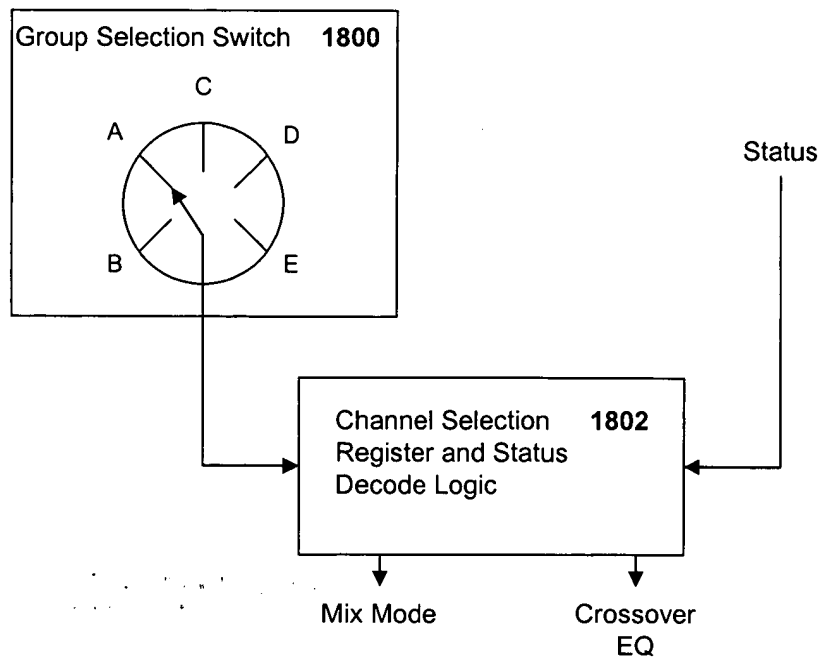 Group Selection Switch 1800
C
A
D
B
E
Status
Channel Selection 1802
Register and Status
Decode Logic
Mix Mode
Crossover
EQ